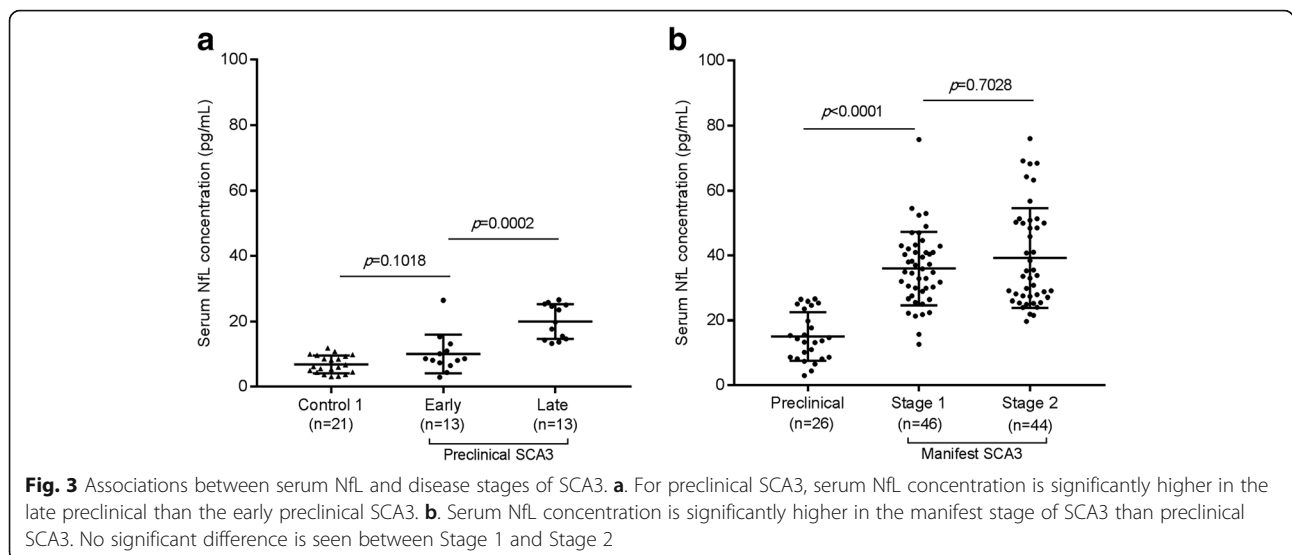 a
Serum NfL concentration (pg/mL)
100
80
60
40
20
0
p=0.1018
p=0.0002
Control 1
(n=21)
Early
(n=13)
Late
(n=13)
Preclinical SCA3
b
Serum NfL concentration (pg/mL)
100
80
60
40
20
0
p<0.0001
p=0.7028
Preclinical
(n=26)
Stage 1
(n=46)
Stage 2
(n=44)
Manifest SCA3
Fig. 3 Associations between serum NfL and disease stages of SCA3. a. For preclinical SCA3, serum NfL concentration is significantly higher in the
late preclinical than the early preclinical SCA3. b. Serum NfL concentration is significantly higher in the manifest stage of SCA3 than preclinical
SCA3. No significant difference is seen between Stage 1 and Stage 2